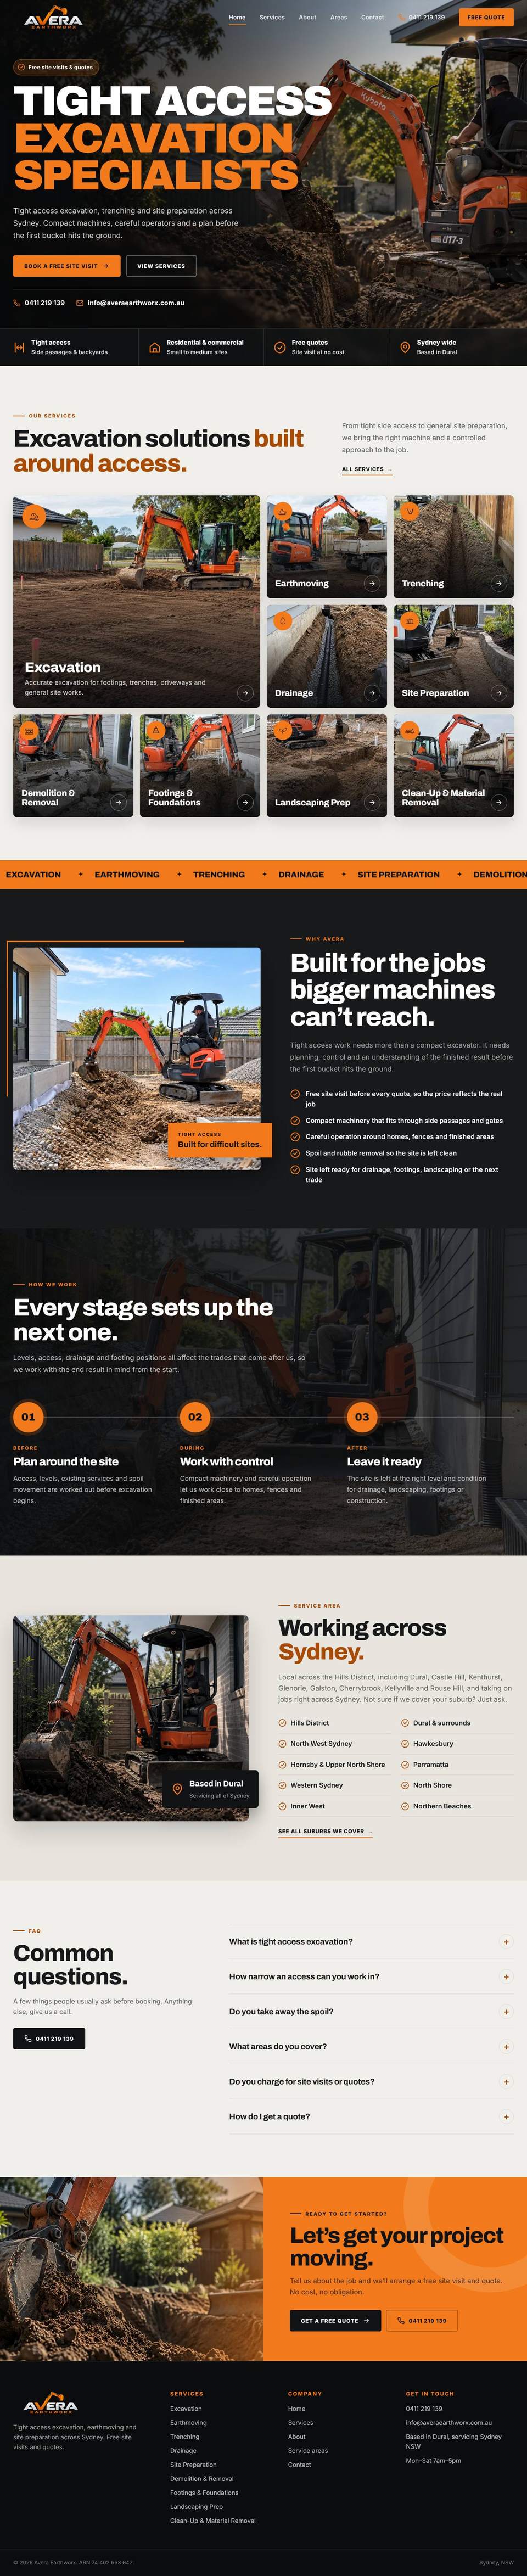 AVERA
EARTHWORX
Home
Services
About
Areas
Contact
0411 219 139
FREE QUOTE
Free site visits & quotes
TIGHT ACCESS
EXCAVATION
SPECIALISTS
Tight access excavation, trenching and site preparation across
Sydney. Compact machines, careful operators and a plan before
the first bucket hits the ground.
BOOK A FREE SITE VISIT →
VIEW SERVICES
0411 219 139
info@averaearthworx.com.au
Kubota
U17-3
Tight access
Side passages & backyards
Residential & commercial
Small to medium sites
Free quotes
Site visit at no cost
Sydney wide
Based in Dural
OUR SERVICES
Excavation solutions built
around access.
From tight side access to general site preparation,
we bring the right machine and a controlled
approach to the job.
ALL SERVICES →
Excavation
Accurate excavation for footings, trenches, driveways and
general site works.
Earthmoving
Trenching
Drainage
Site Preparation
Demolition &
Removal
Footings &
Foundations
Landscaping Prep
Clean-Up & Material
Removal
EXCAVATION + EARTHMOVING + TRENCHING + DRAINAGE + SITE PREPARATION + DEMOLITION
WHY AVERA
Built for the jobs
bigger machines
can't reach.
Tight access work needs more than a compact excavator. It needs
planning, control and an understanding of the finished result before
the first bucket hits the ground.
Free site visit before every quote, so the price reflects the real
job
Compact machinery that fits through side passages and gates
Careful operation around homes, fences and finished areas
Spoil and rubble removal so the site is left clean
Site left ready for drainage, footings, landscaping or the next
trade
TIGHT ACCESS
Built for difficult sites.
HOW WE WORK
Every stage sets up the
next one.
Levels, access, drainage and footing positions all affect the trades that come after us, so
we work with the end result in mind from the start.
01
BEFORE
Plan around the site
Access, levels, existing services and spoil
movement are worked out before excavation
begins.
02
DURING
Work with control
Compact machinery and careful operation
let us work close to homes, fences and
finished areas.
03
AFTER
Leave it ready
The site is left at the right level and condition
for drainage, landscaping, footings or
construction.
Based in Dural
Servicing all of Sydney
SERVICE AREA
Working across
Sydney.
Local across the Hills District, including Dural, Castle Hill, Kenthurst,
Glenorie, Galston, Cherrybrook, Kellyville and Rouse Hill, and taking on
jobs right across Sydney. Not sure if we cover your suburb? Just ask.
Hills District
Dural & surrounds
North West Sydney
Hawkesbury
Hornsby & Upper North Shore
Parramatta
Western Sydney
North Shore
Inner West
Northern Beaches
SEE ALL SUBURBS WE COVER →
FAQ
Common
questions.
A few things people usually ask before booking. Anything
else, give us a call.
0411 219 139
What is tight access excavation? +
How narrow an access can you work in? +
Do you take away the spoil? +
What areas do you cover? +
Do you charge for site visits or quotes? +
How do I get a quote? +
READY TO GET STARTED?
Let's get your project
moving.
Tell us about the job and we'll arrange a free site visit and quote.
No cost, no obligation.
GET A FREE QUOTE →
0411 219 139
AVERA
EARTHWORX
Tight access excavation, earthmoving and
site preparation across Sydney. Free site
visits and quotes.
SERVICES
Excavation
Earthmoving
Trenching
Drainage
Site Preparation
Demolition & Removal
Footings & Foundations
Landscaping Prep
Clean-Up & Material Removal
COMPANY
Home
Services
About
Service areas
Contact
GET IN TOUCH
0411 219 139
info@averaearthworx.com.au
Based in Dural, servicing Sydney
NSW
Mon–Sat 7am–5pm
© 2026 Avera Earthworx. ABN 74 402 683 642.
Sydney, NSW